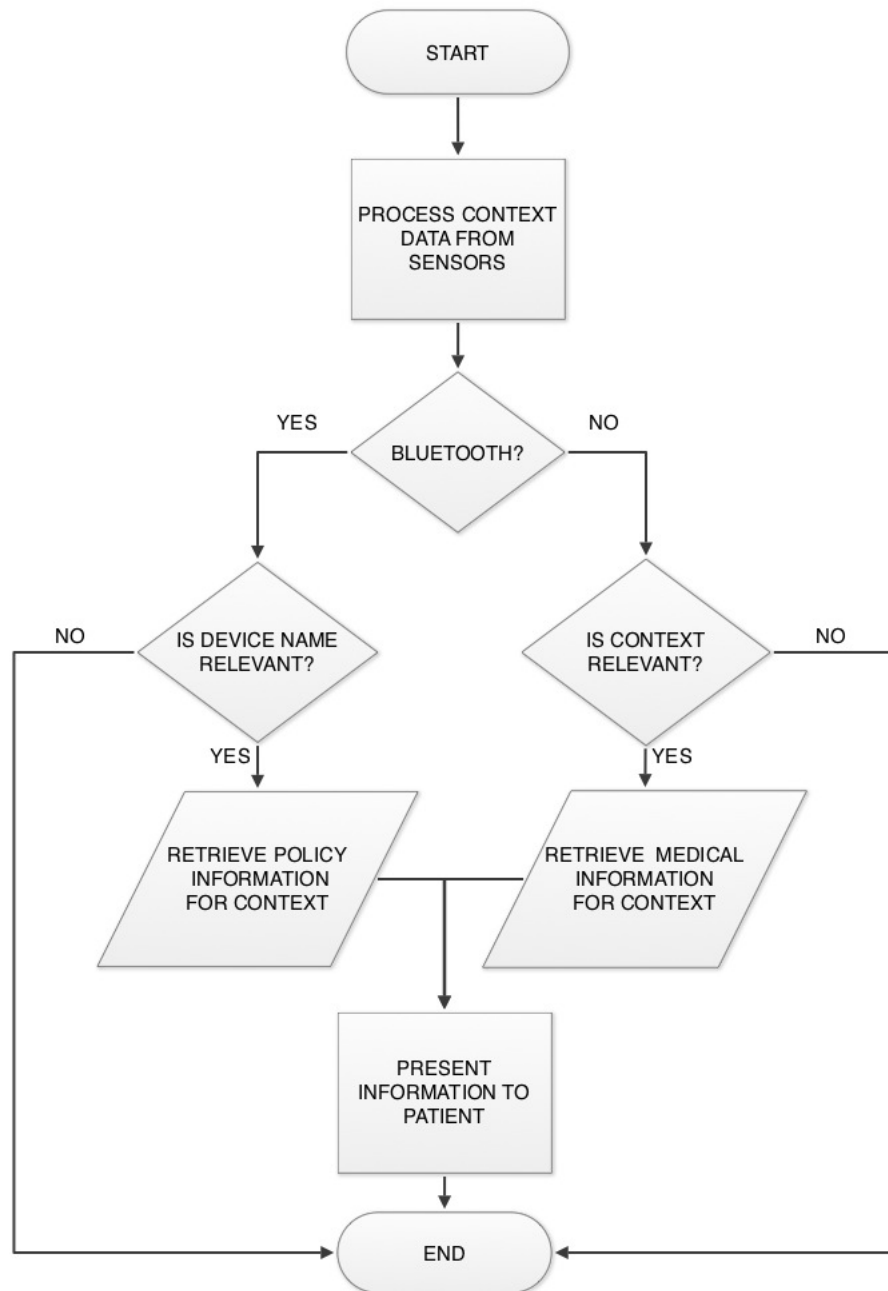 START
PROCESS CONTEXT
DATA FROM
SENSORS
YES
NO
BLUETOOTH?
NO
IS DEVICE NAME
RELEVANT?
IS CONTEXT
RELEVANT?
NO
YES
YES
RETRIEVE POLICY
INFORMATION
FOR CONTEXT
RETRIEVE MEDICAL
INFORMATION
FOR CONTEXT
PRESENT
INFORMATION TO
PATIENT
END